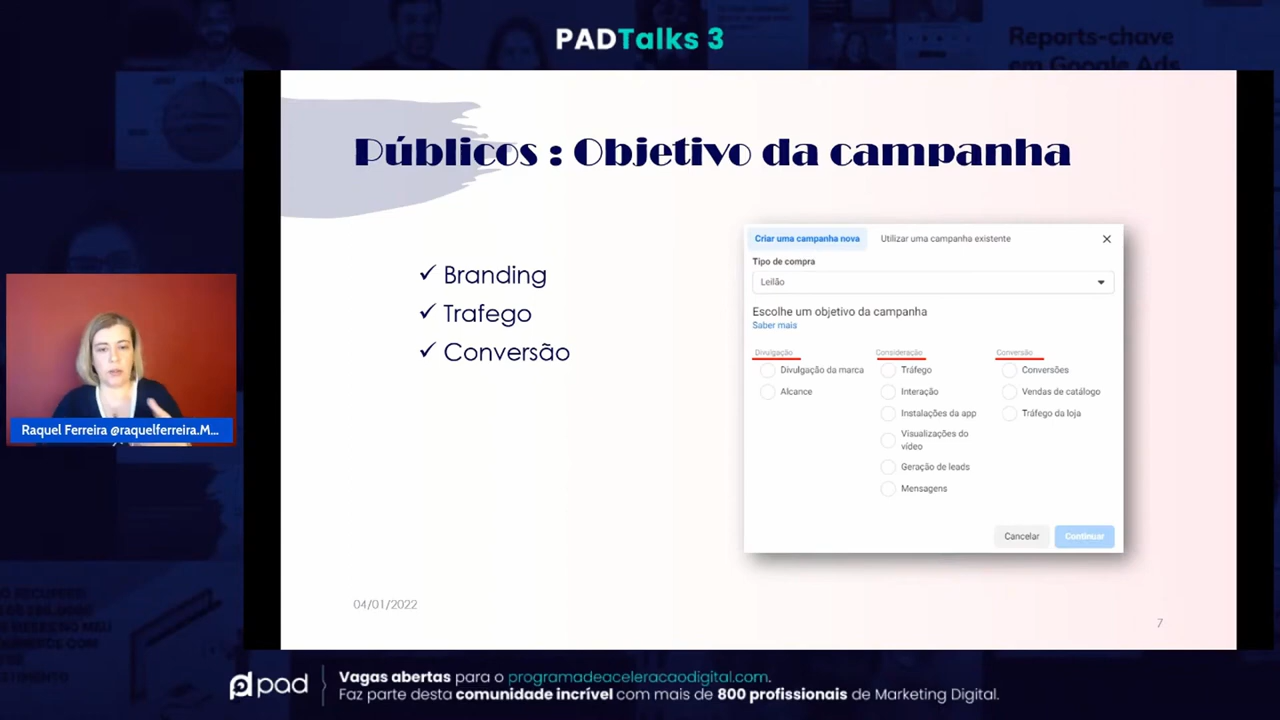 PADTalks 3
Reports-chave
em Google Ads
Públicos : Objetivo da campanha
✓ Branding
✓ Trafego
✓ Conversão
Criar uma campanha nova
Utilizar uma campanha existente
Tipo de compra
Leilão
Escolhe um objetivo da campanha
Saber mais
Divulgação
Divulgação da marca
Alcance
Consideração
Tráfego
Interação
Instalações da app
Visualizações do
vídeo
Geração de leads
Mensagens
Conversão
Conversões
Vendas de catálogo
Tráfego da loja
Cancelar
Continuar
Raquel Ferreira @raquelferreira.M...
04/01/2022
7
pad
Vagas abertas para o programadeaceleracaodigital.com.
Faz parte desta comunidade incrível com mais de 800 profissionais de Marketing Digital.